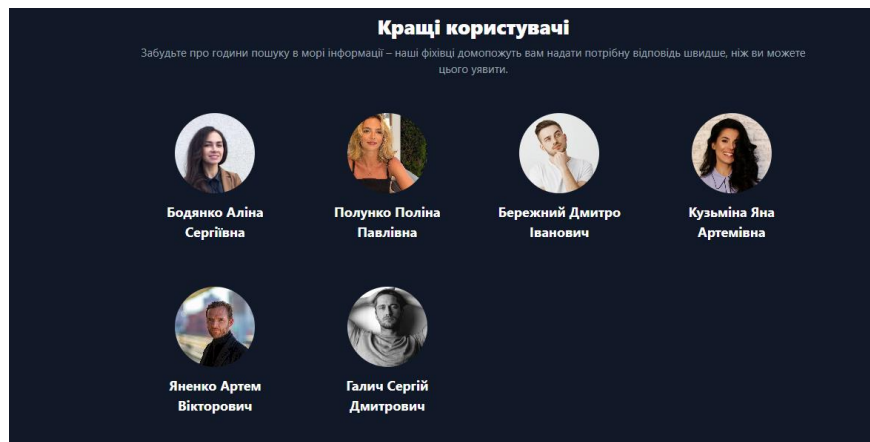 Кращі користувачі
Забудьте про години пошуку в морі інформації – наші фіхівці домопожуть вам надати потрібну відповідь швидше, ніж ви можете
цього уявити.
Бодянко Аліна
Сергіївна
Полунко Поліна
Павлівна
Бережний Дмитро
Іванович
Кузьміна Яна
Артемівна
Яненко Артем
Вікторович
Галич Сергій
Дмитрович